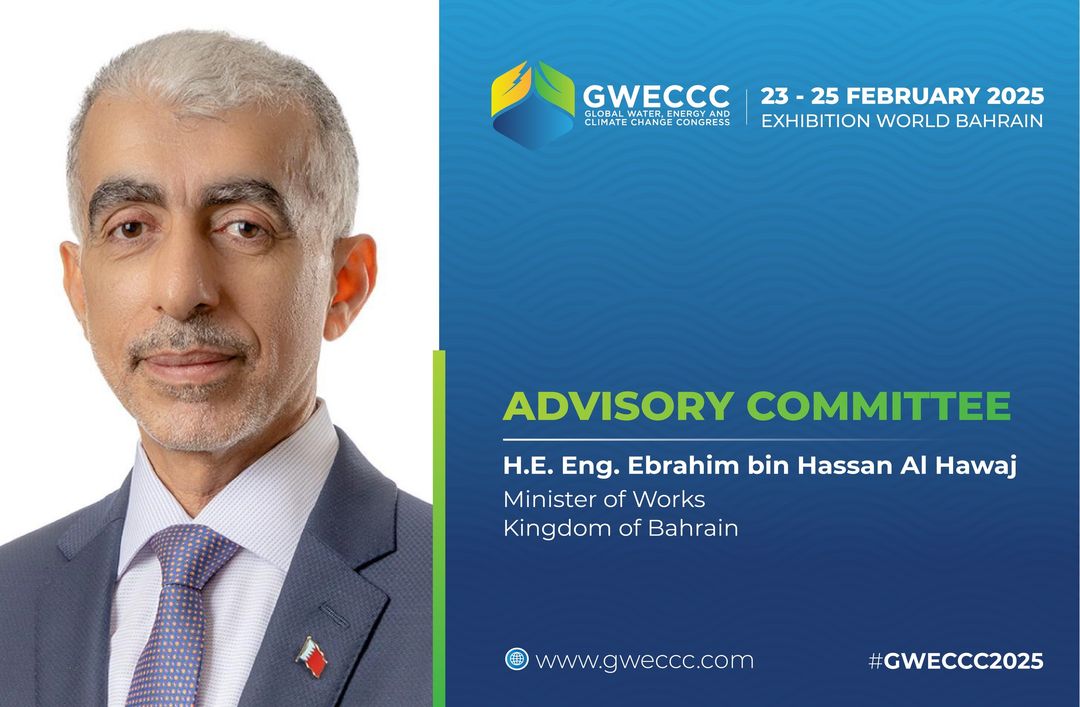 GWECCC
GLOBAL WATER, ENERGY AND
CLIMATE CHANGE CONGRESS
23 - 25 FEBRUARY 2025
EXHIBITION WORLD BAHRAIN
ADVISORY COMMITTEE
H.E. Eng. Ebrahim bin Hassan Al Hawaj
Minister of Works
Kingdom of Bahrain
www.gweccc.com
#GWECCC2025